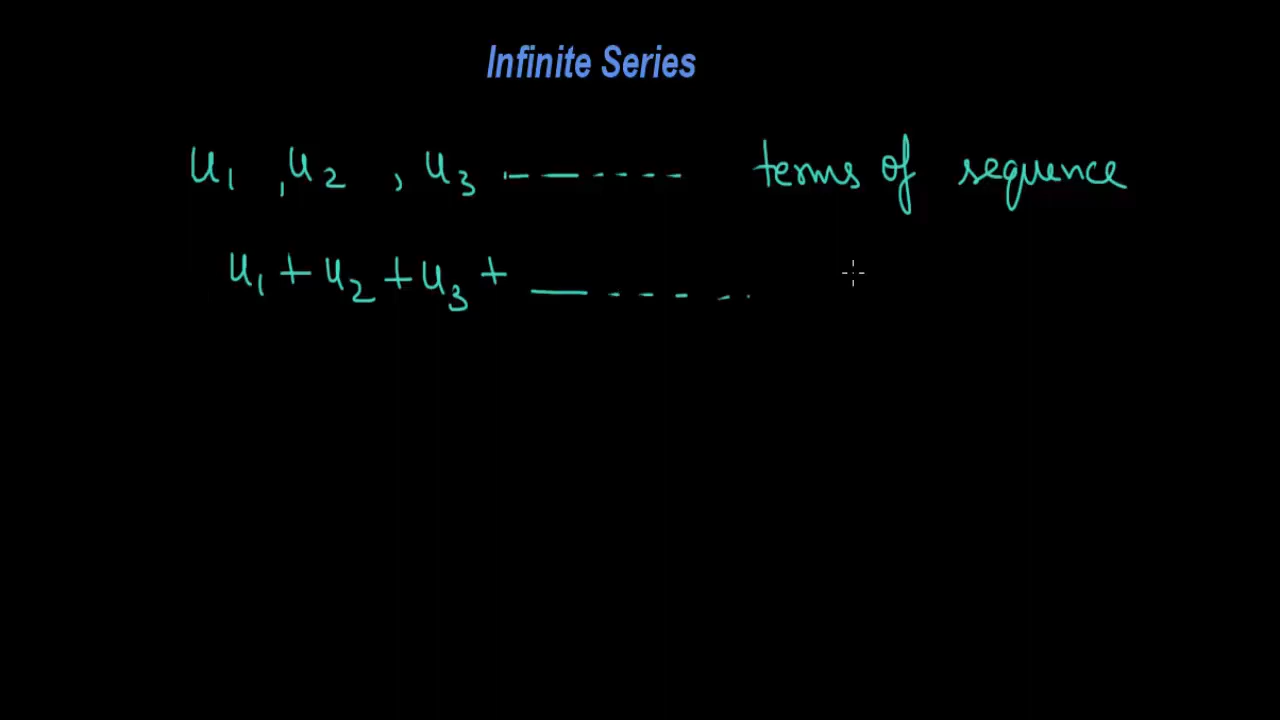 Infinite Series
u₁ , u₂ , u₃ ........ terms of sequence
u₁ + u₂ + u₃ + ........